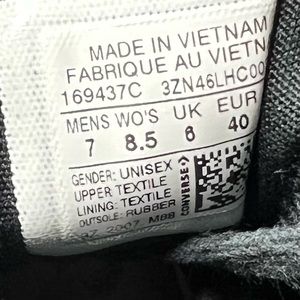 MADE IN VIETNAM
FABRIQUE AU VIETN
169437C 3ZN46LHC00
MENS WO'S UK EUR
7 8.5 6 40
GENDER: UNISEX
UPPER: TEXTILE
LINING: TEXTILE
OUTSOLE: RUBBER
CONVERSE